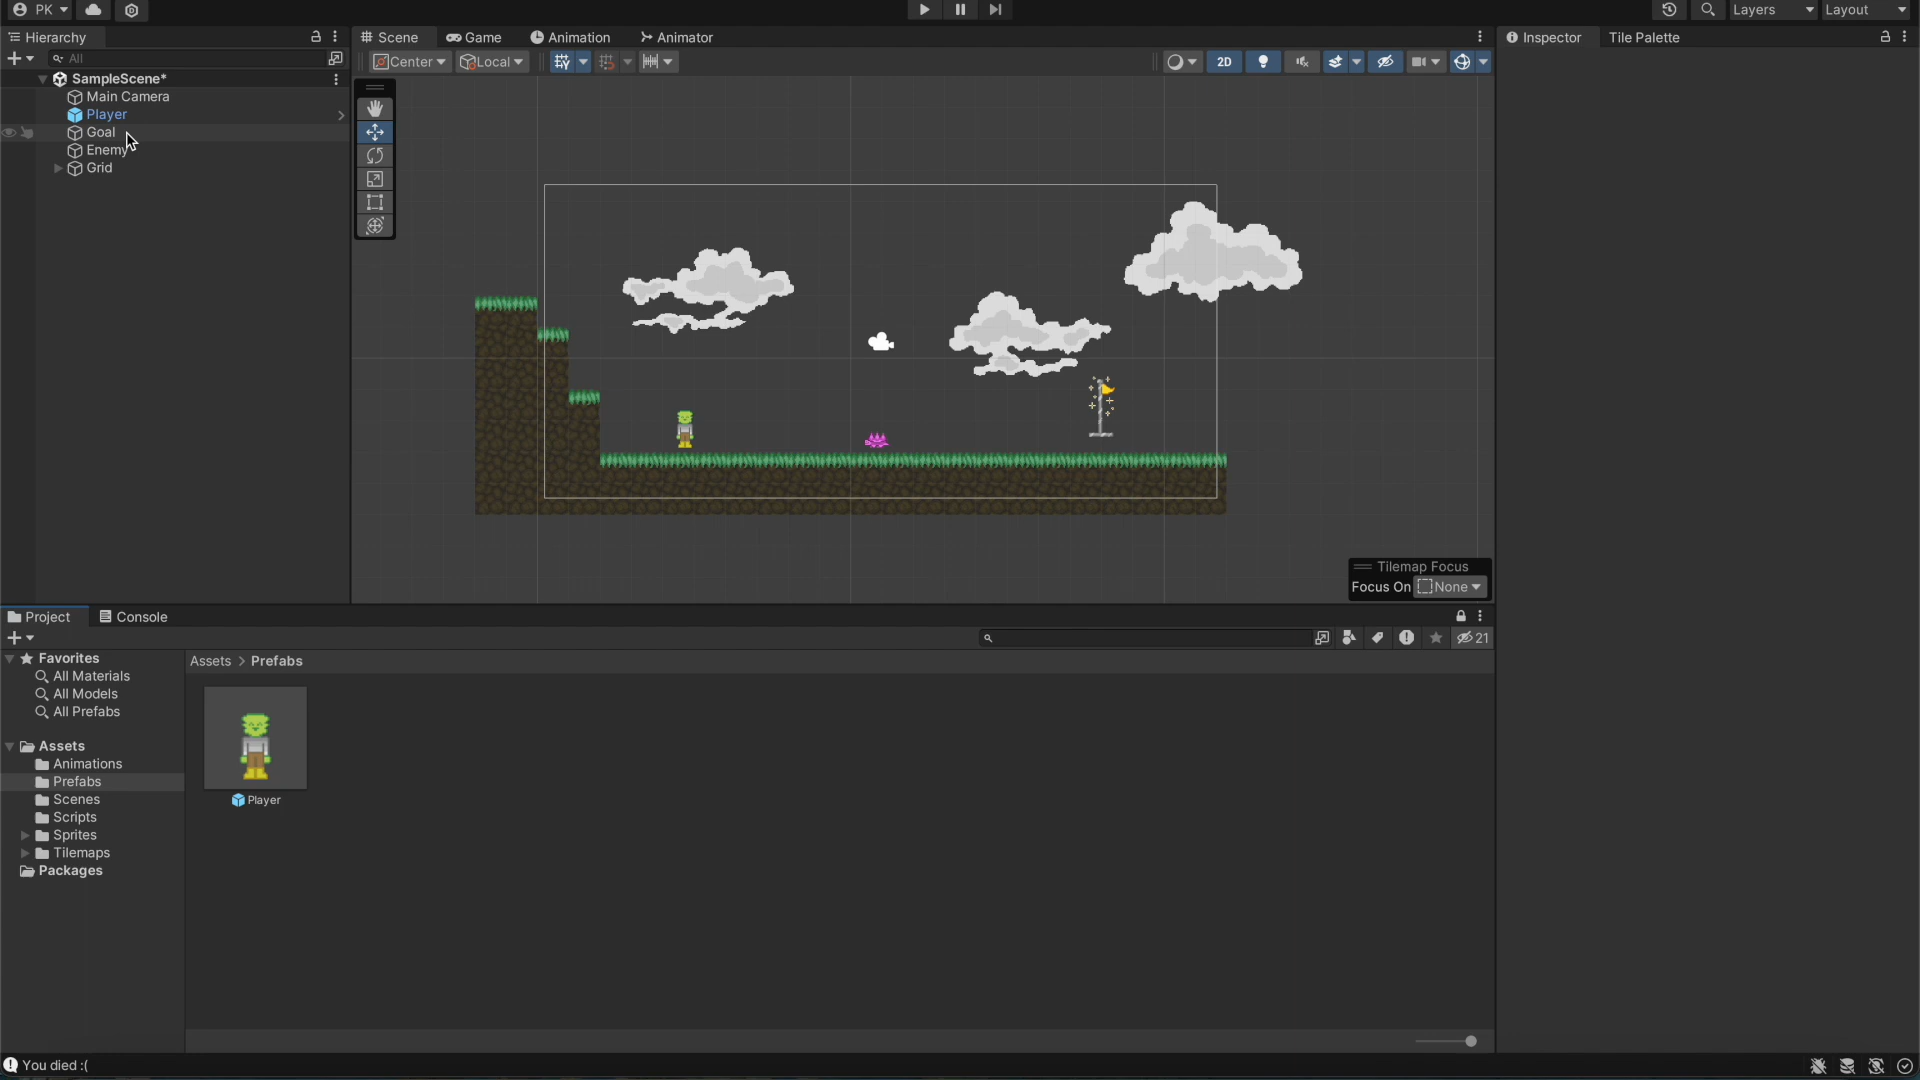 PK
Layers
Layout
Hierarchy
Scene
Game
Animation
Animator
Inspector
Tile Palette
All
Center
Local
2D
SampleScene*
Main Camera
Player
Goal
Enemy
Grid
Tilemap Focus
Focus On
None
Project
Console
21
Favorites
All Materials
All Models
All Prefabs
Assets
Animations
Prefabs
Scenes
Scripts
Sprites
Tilemaps
Packages
Assets > Prefabs
Player
You died :(